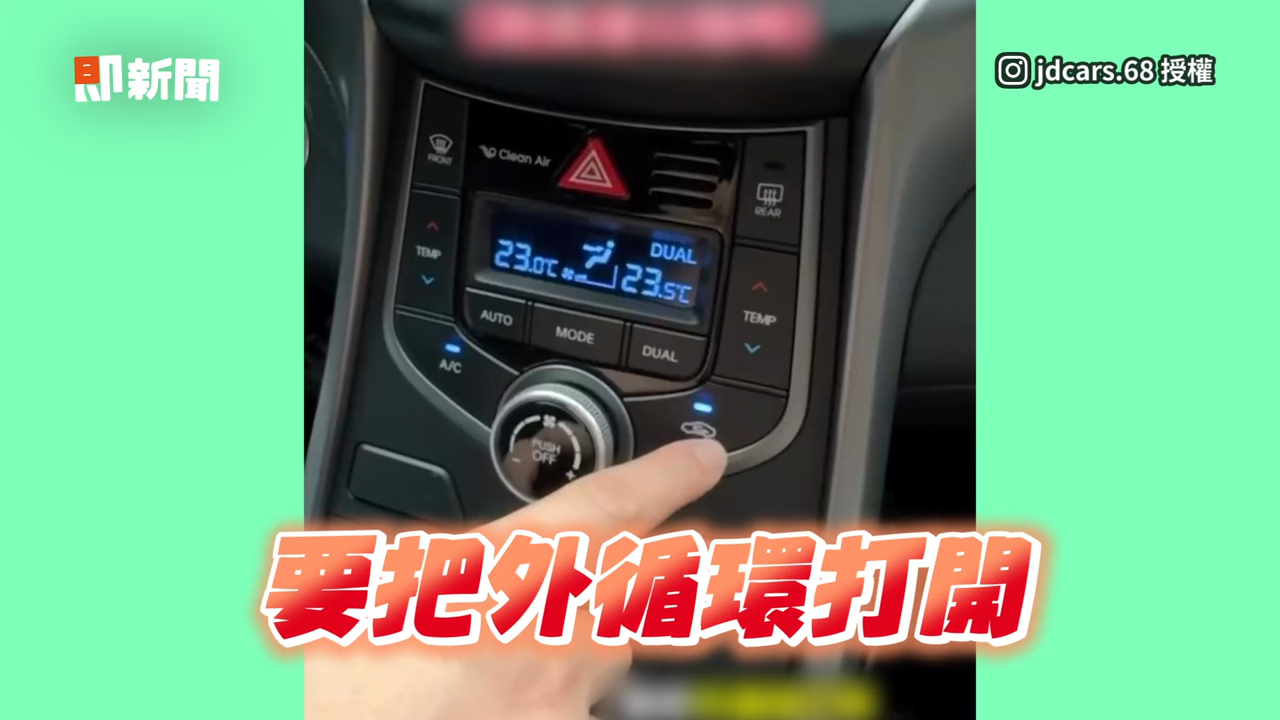 即新聞
jdcars.68 授權
FRONT
Clean Air
REAR
TEMP
23.0℃
DUAL
23.5℃
TEMP
AUTO
MODE
DUAL
A/C
PUSH
OFF
要把外循環打開